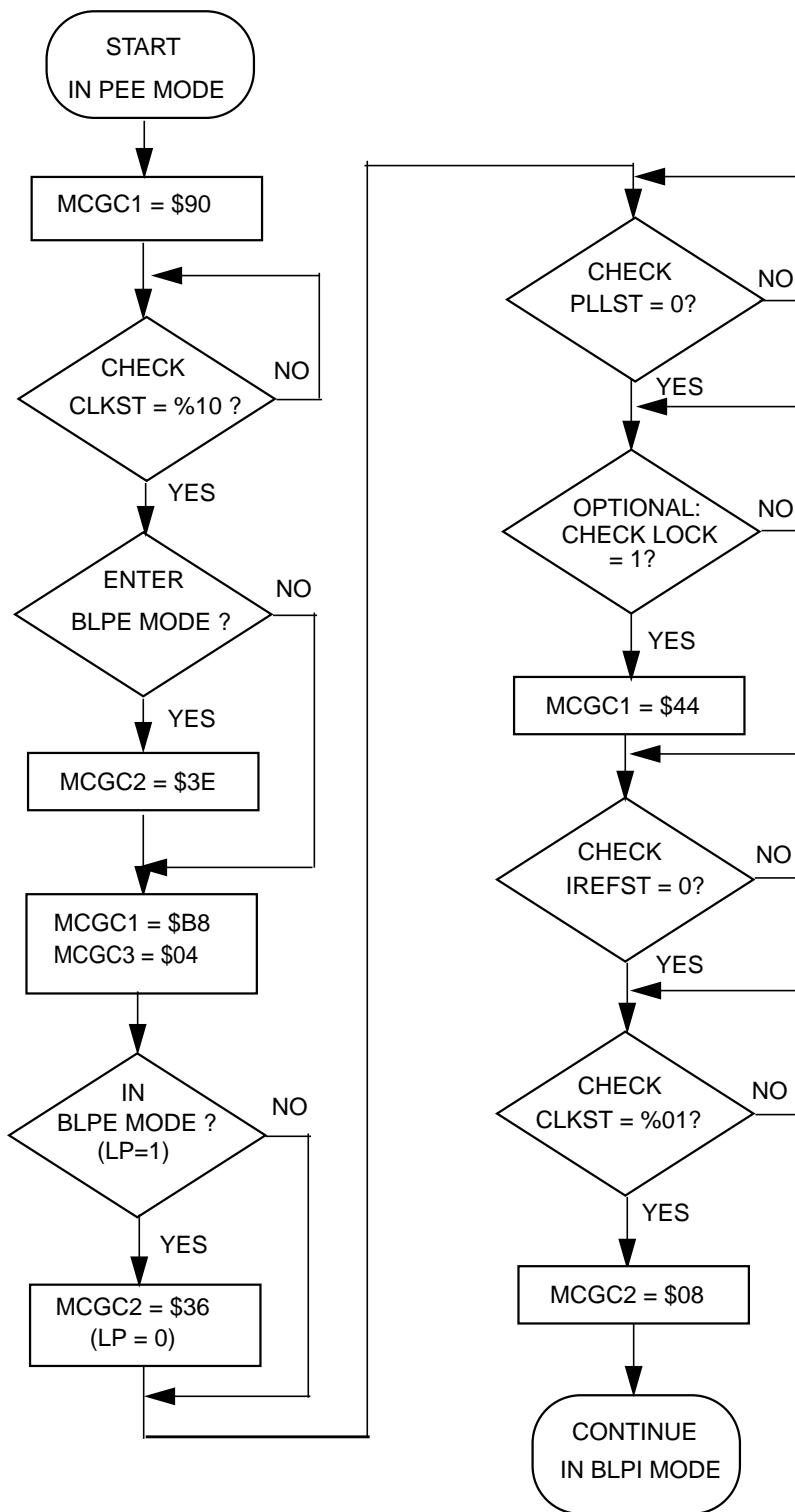 START
IN PEE MODE
MCGC1 = $90
CHECK
CLKST = %10 ?
NO
YES
ENTER
BLPE MODE ?
NO
YES
MCGC2 = $3E
MCGC1 = $B8
MCGC3 = $04
IN
BLPE MODE ?
(LP=1)
NO
YES
MCGC2 = $36
(LP = 0)
CHECK
PLLST = 0?
NO
YES
OPTIONAL:
CHECK LOCK
= 1?
NO
YES
MCGC1 = $44
CHECK
IREFST = 0?
NO
YES
CHECK
CLKST = %01?
NO
YES
MCGC2 = $08
CONTINUE
IN BLPI MODE